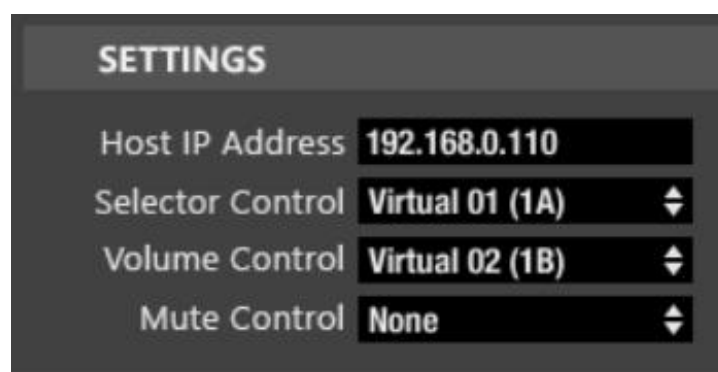 SETTINGS
Host IP Address 192.168.0.110
Selector Control Virtual 01 (1A)
Volume Control Virtual 02 (1B)
Mute Control None